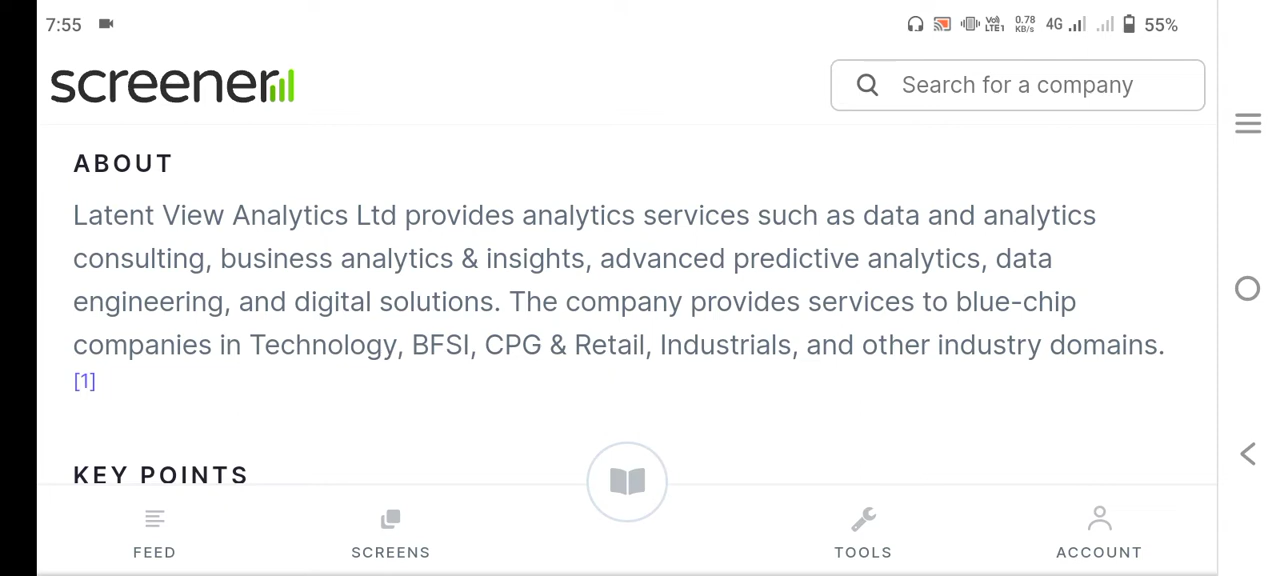 7:55
VoI) LTE1 0.78 KB/s 4G 55%
screener
Search for a company
ABOUT
Latent View Analytics Ltd provides analytics services such as data and analytics
consulting, business analytics & insights, advanced predictive analytics, data
engineering, and digital solutions. The company provides services to blue-chip
companies in Technology, BFSI, CPG & Retail, Industrials, and other industry domains.
[1]
KEY POINTS
FEED SCREENS TOOLS ACCOUNT